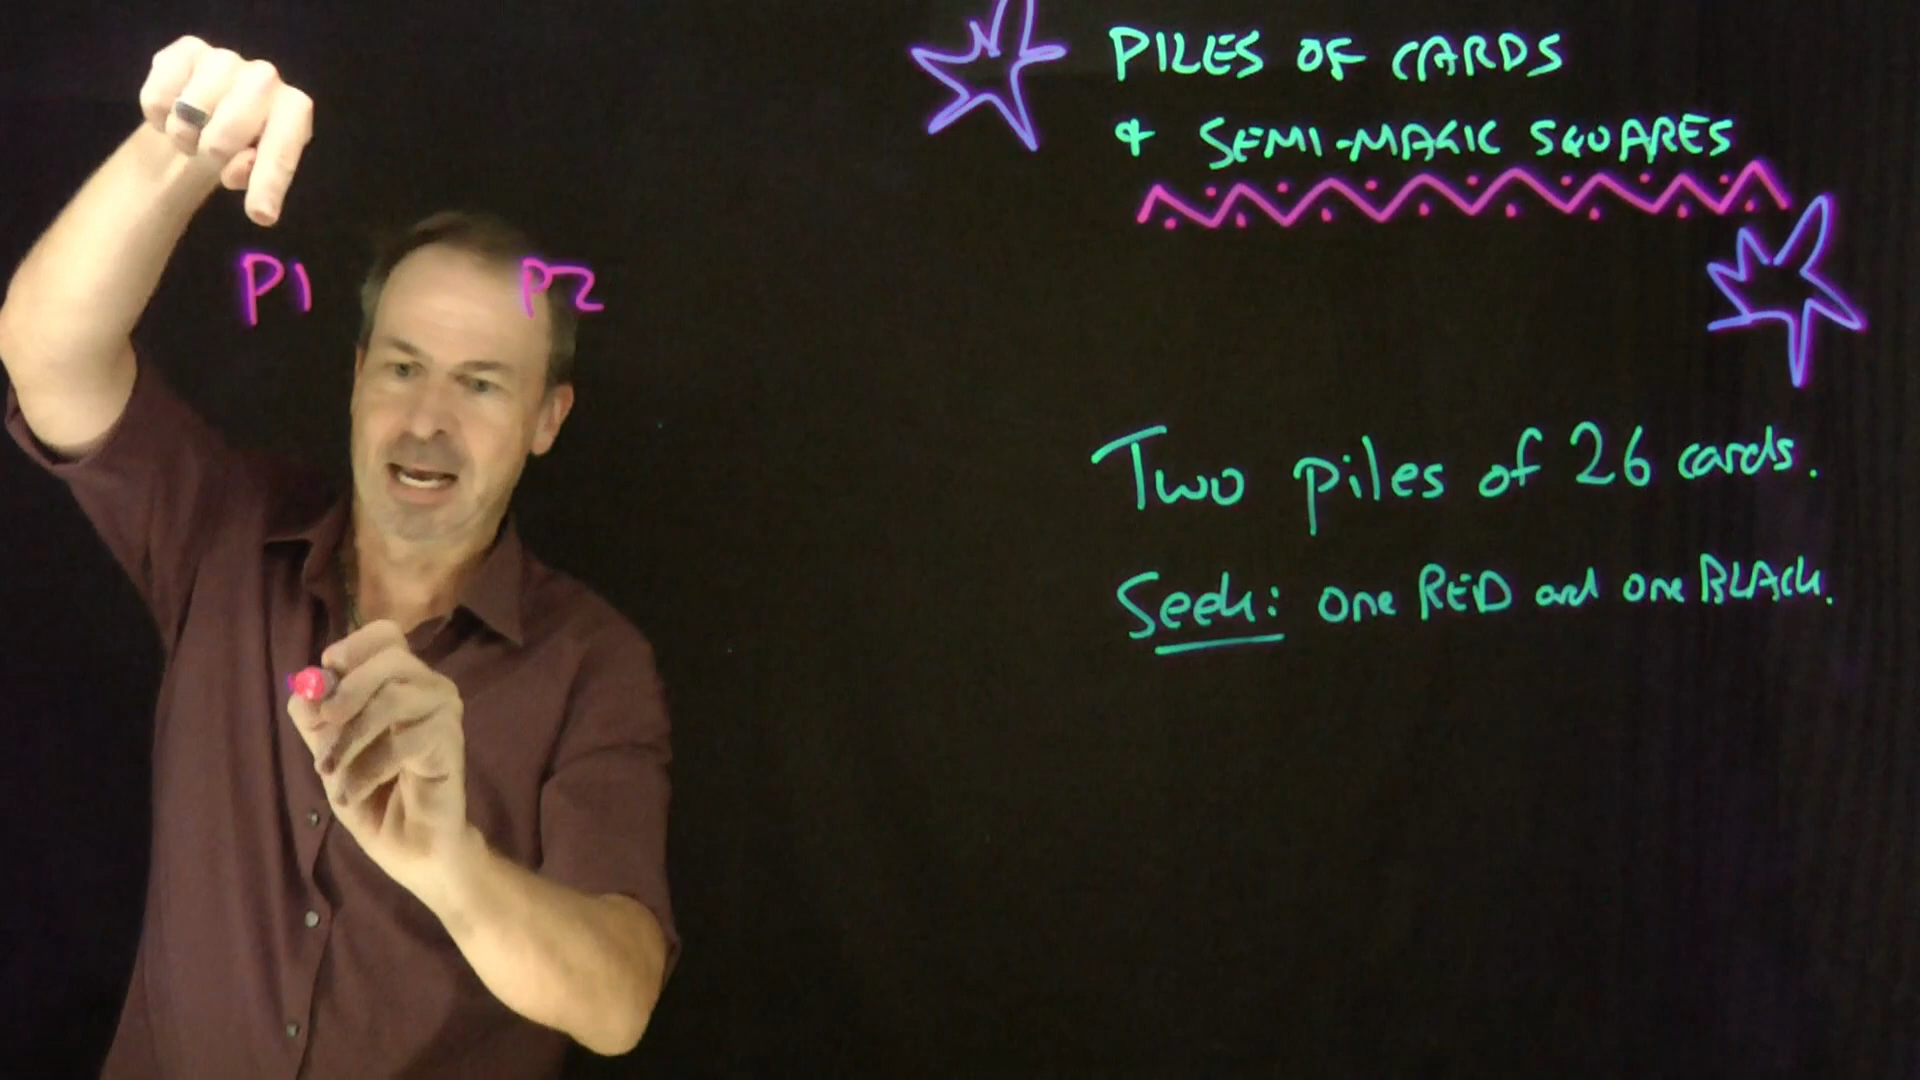 PILES OF CARDS
& SEMI-MAGIC SQUARES
P1 P2
Two piles of 26 cards.
Seek: one RED and one BLACK.